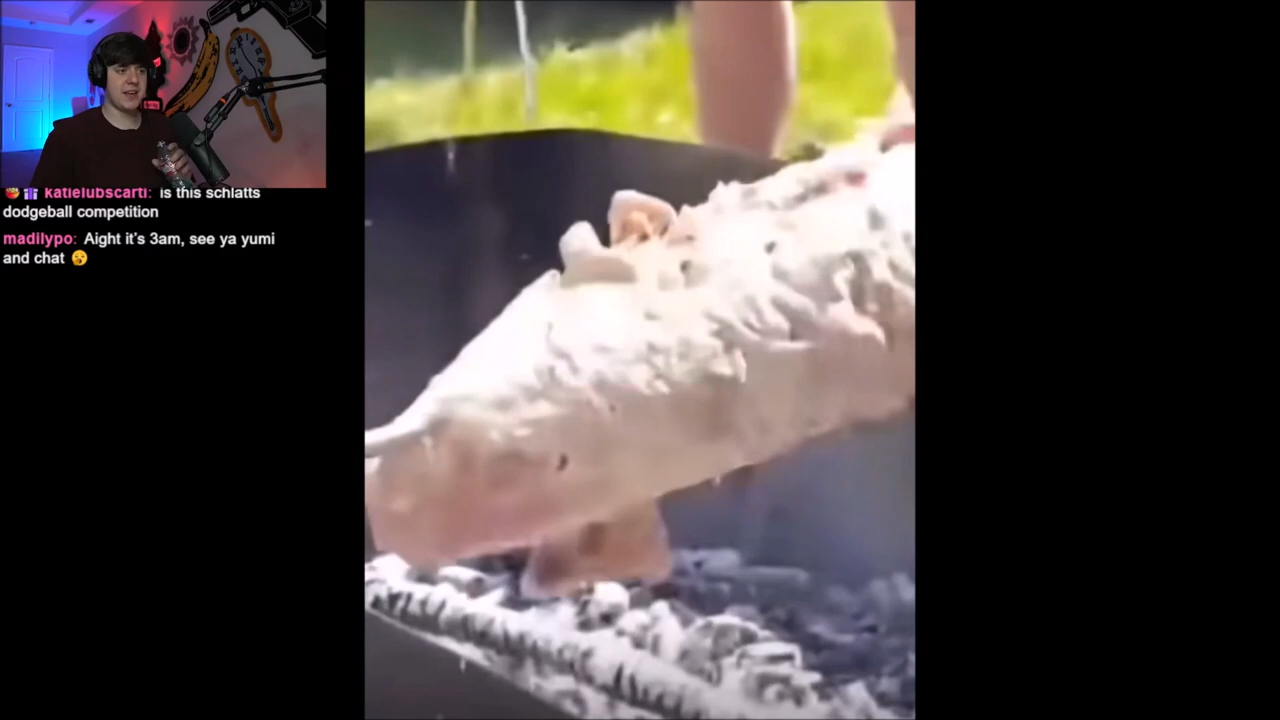 katielubscarti: is this schlatts
dodgeball competition
madilypo: Aight it's 3am, see ya yumi
and chat 🥱